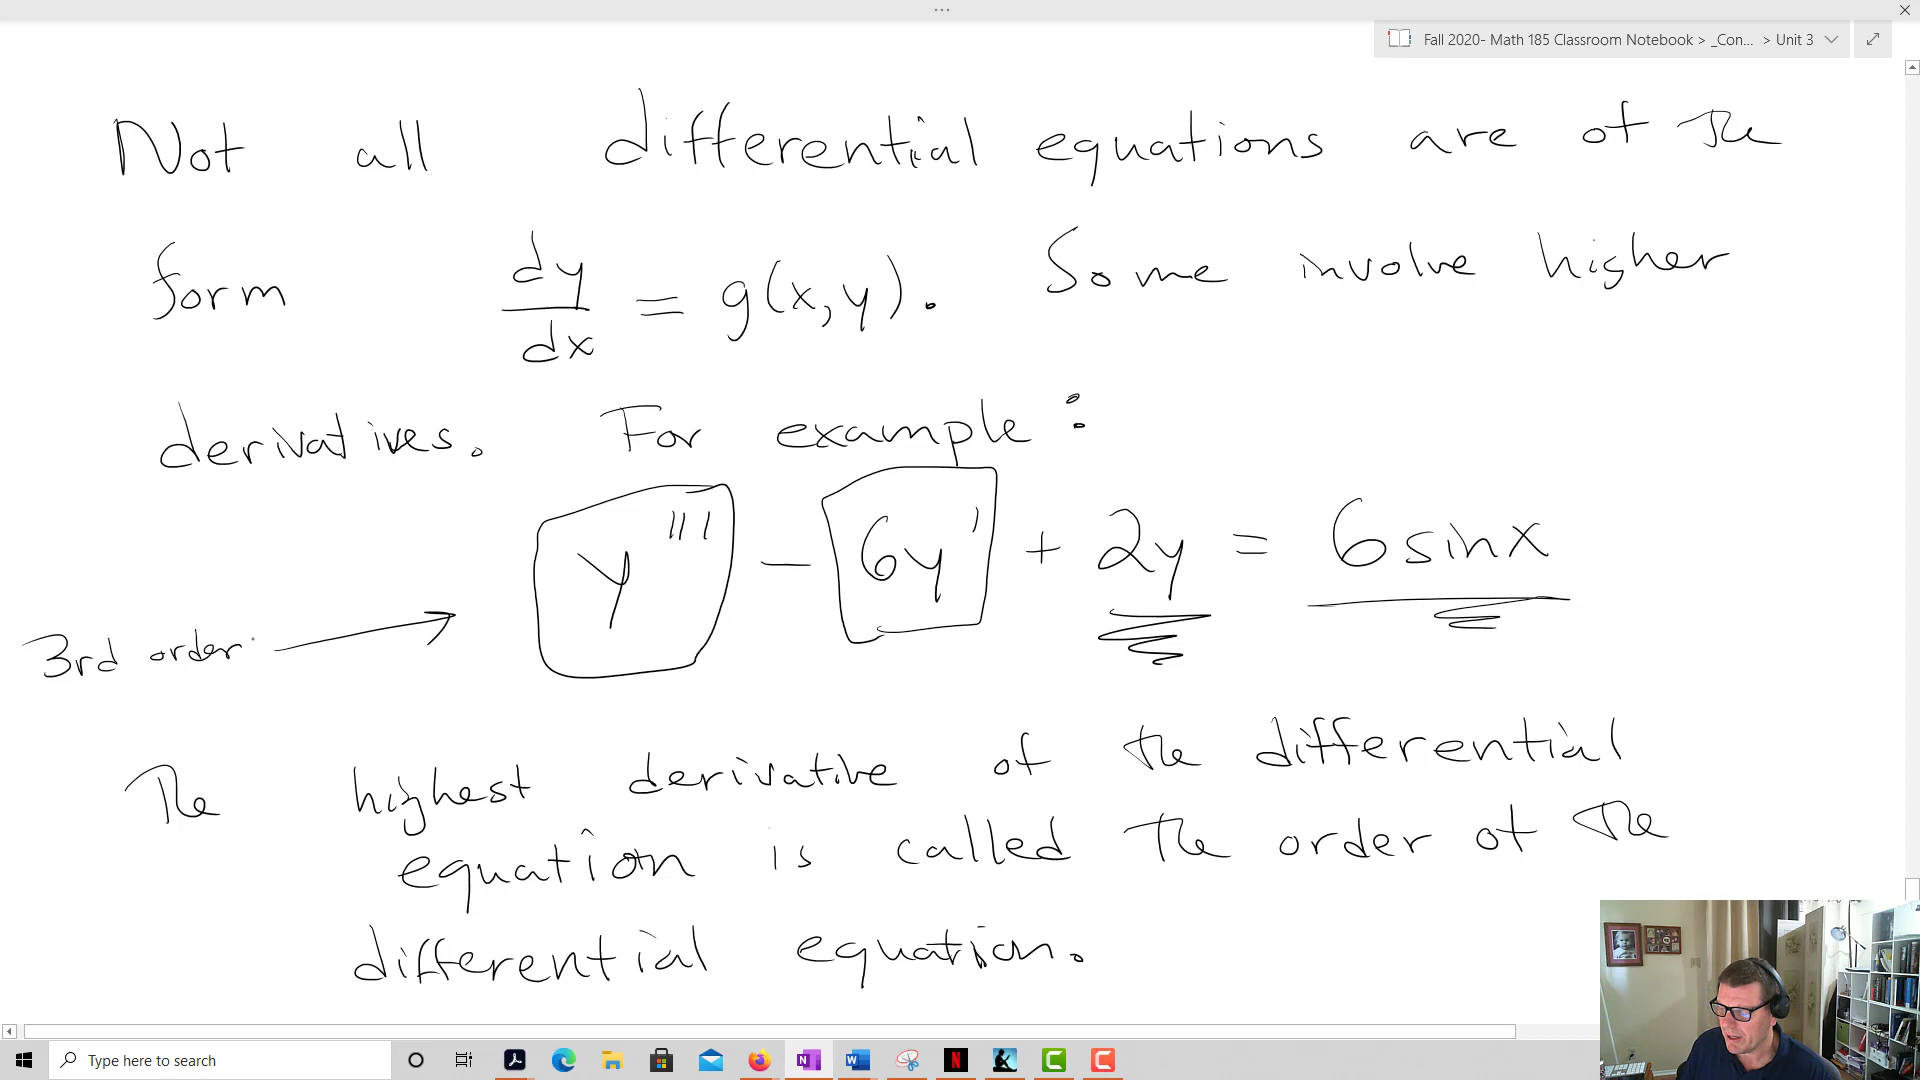 Fall 2020- Math 185 Classroom Notebook > _Con... > Unit 3
Not all differential equations are of the
form dy/dx = g(x,y). Some involve higher
derivatives. For example:
y''' - 6y' + 2y = 6sinx
3rd order
The highest derivative of the differential
equation is called the order of the
differential equation.
Type here to search